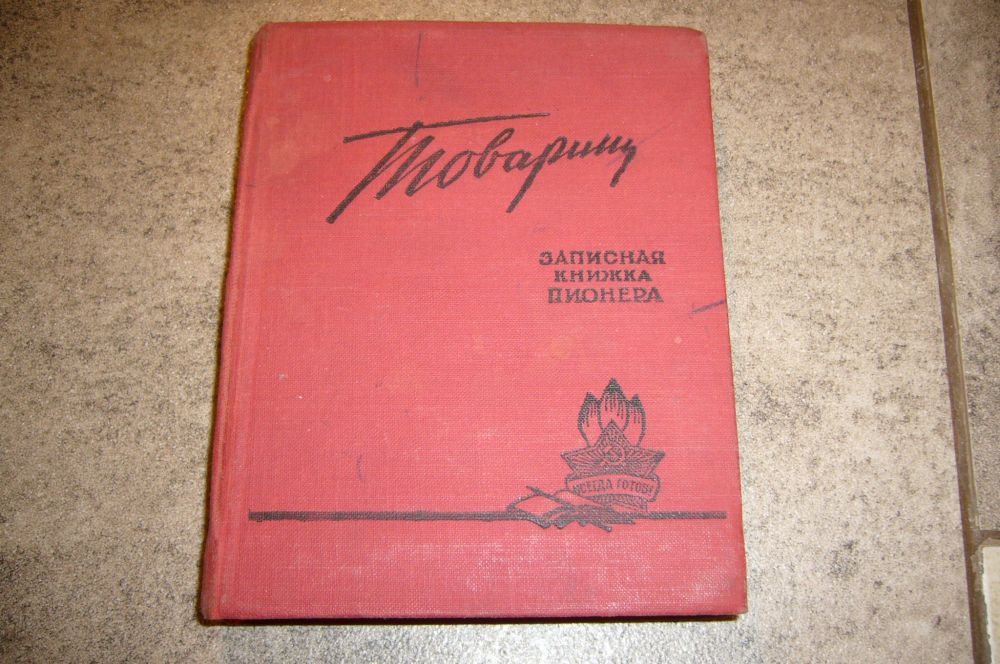 Товарищ
ЗАПИСНАЯ
КНИЖКА
ПИОНЕРА
ВСЕГДА ГОТОВ!